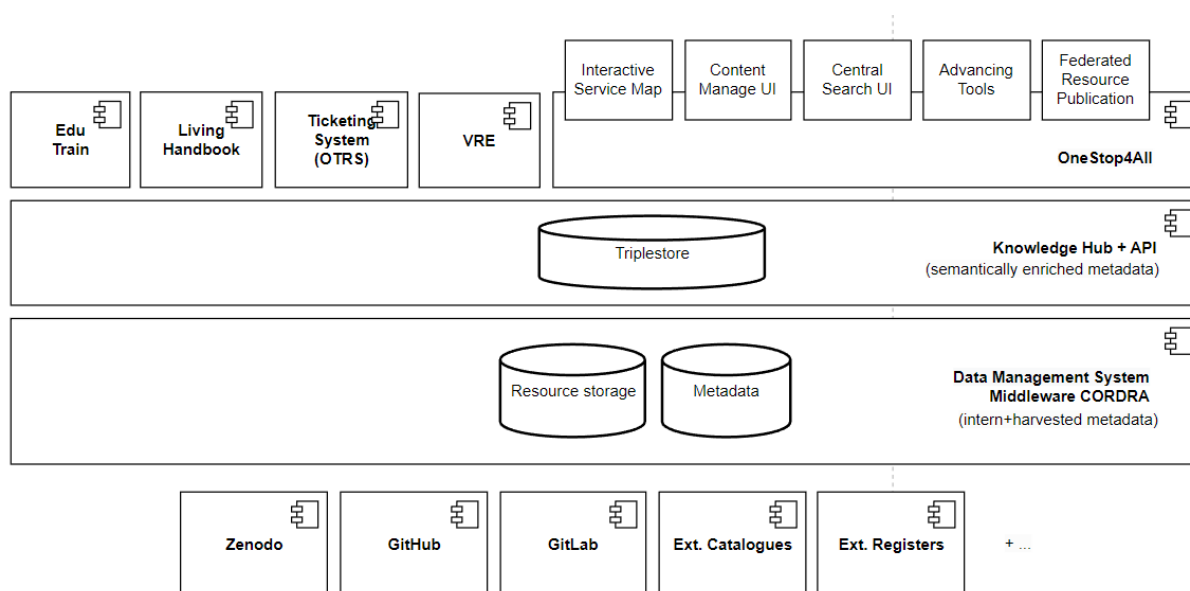 Interactive
Service Map
Content
Manage UI
Central
Search UI
Advancing
Tools
Federated
Resource
Publication
Edu
Train
Living
Handbook
Ticketing
System
(OTRS)
VRE
OneStop4All
Triplestore
Knowledge Hub + API
(semantically enriched metadata)
Resource storage
Metadata
Data Management System
Middleware CORDRA
(intern+harvested metadata)
Zenodo
GitHub
GitLab
Ext. Catalogues
Ext. Registers
+ ...